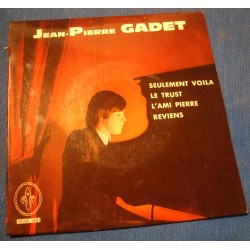 JEAN-PIERRE GADET
SEULEMENT VOILA
LE TRUST
L'AMI PIERRE
REVIENS